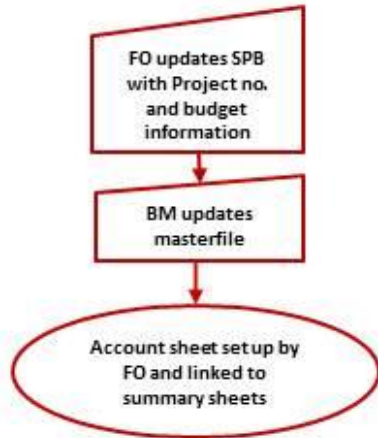 FO updates SPB
with Project no.
and budget
information
BM updates
masterfile
Account sheet set up by
FO and linked to
summary sheets